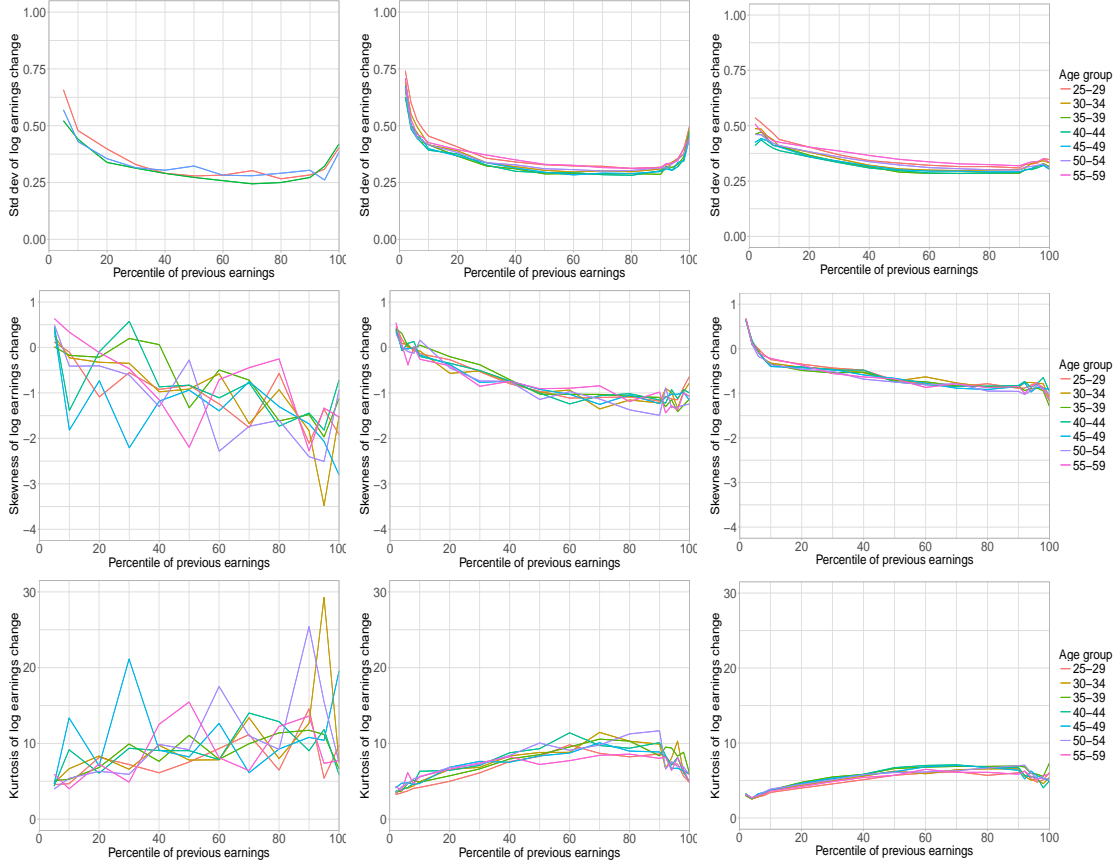 1.00
0.75
0.50
0.25
0.00
Std dev of log earnings change
0 20 40 60 80 100
Percentile of previous earnings
1.00
0.75
0.50
0.25
0.00
Std dev of log earnings change
0 20 40 60 80 100
Percentile of previous earnings
1.00
0.75
0.50
0.25
0.00
Std dev of log earnings change
0 20 40 60 80 100
Percentile of previous earnings
Age group
25–29
30–34
35–39
40–44
45–49
50–54
55–59
1
0
−1
−2
−3
−4
Skewness of log earnings change
0 20 40 60 80 100
Percentile of previous earnings
1
0
−1
−2
−3
−4
Skewness of log earnings change
0 20 40 60 80 100
Percentile of previous earnings
1
0
−1
−2
−3
−4
Skewness of log earnings change
0 20 40 60 80 100
Percentile of previous earnings
Age group
25–29
30–34
35–39
40–44
45–49
50–54
55–59
30
20
10
0
Kurtosis of log earnings change
0 20 40 60 80 100
Percentile of previous earnings
30
20
10
0
Kurtosis of log earnings change
0 20 40 60 80 100
Percentile of previous earnings
30
20
10
0
Kurtosis of log earnings change
0 20 40 60 80 100
Percentile of previous earnings
Age group
25–29
30–34
35–39
40–44
45–49
50–54
55–59